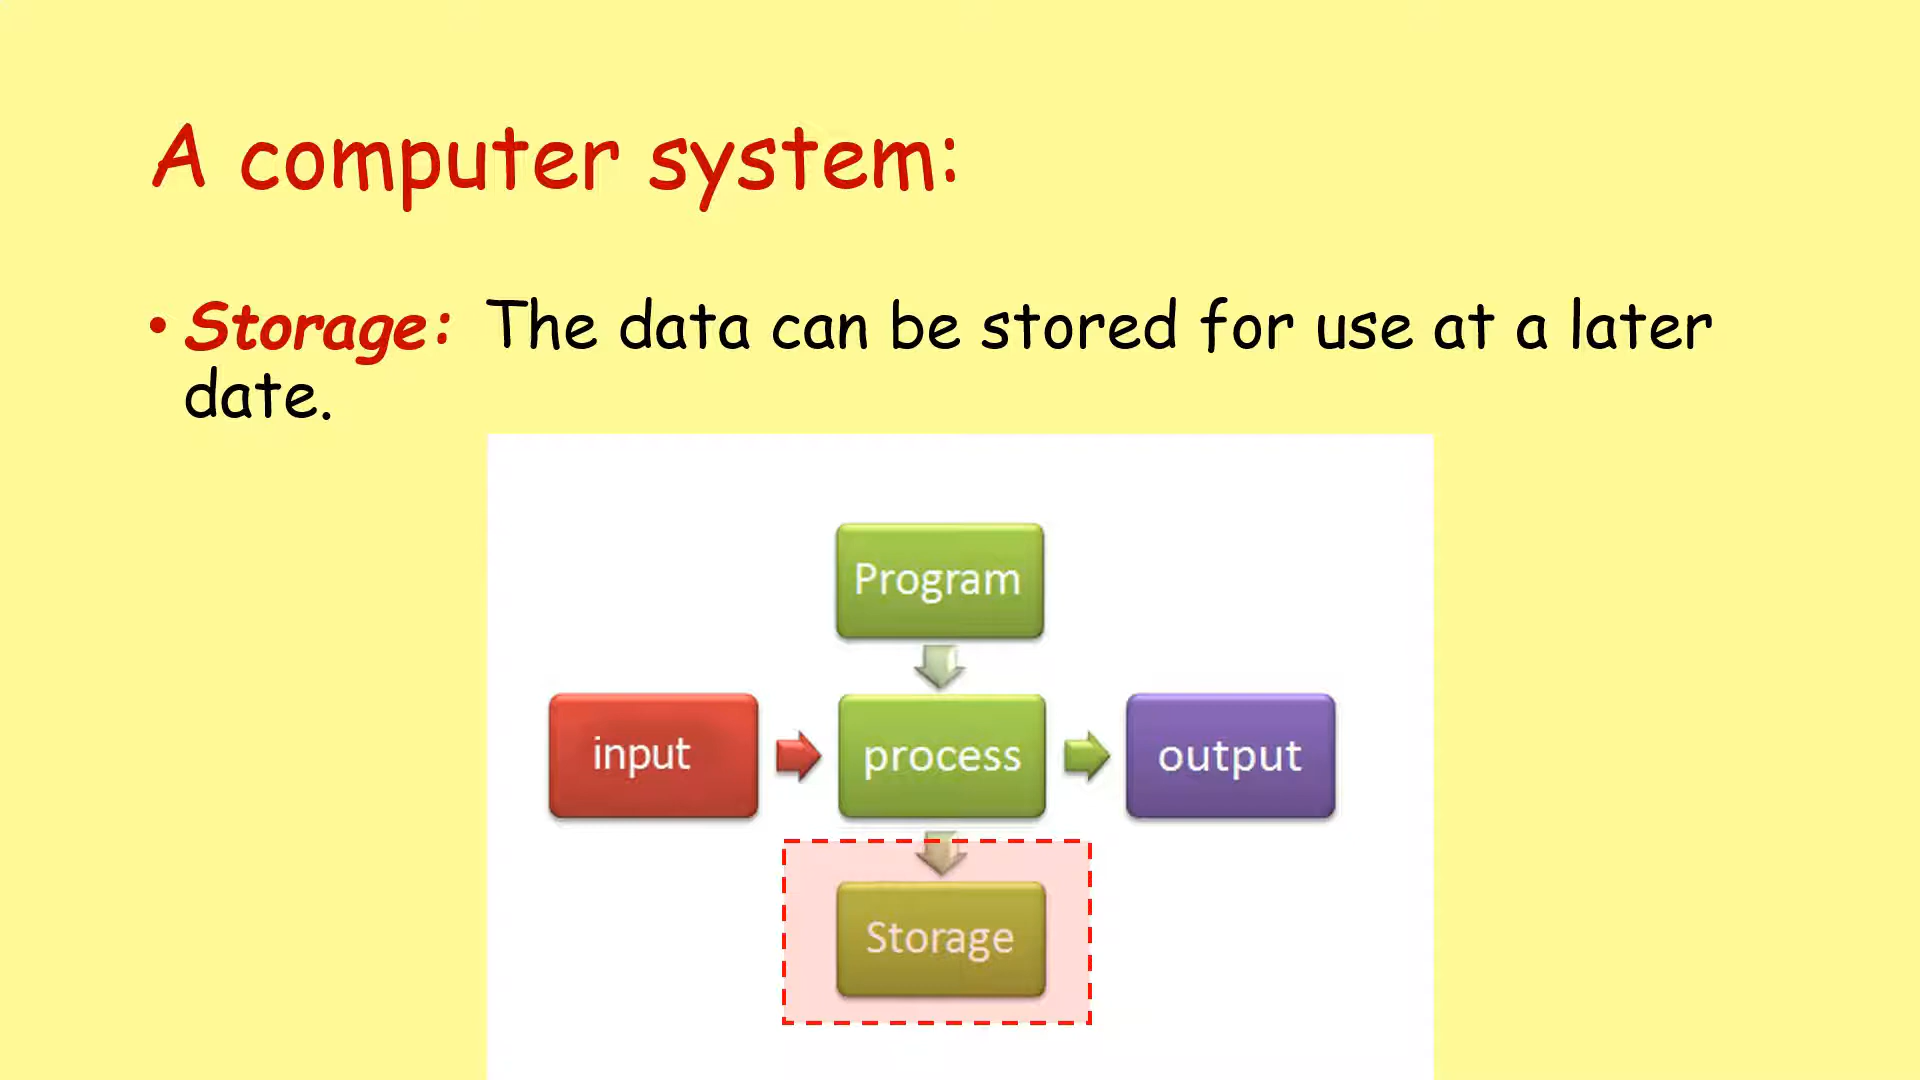 A computer system:
• Storage: The data can be stored for use at a later
date.
Program
input
process
output
Storage